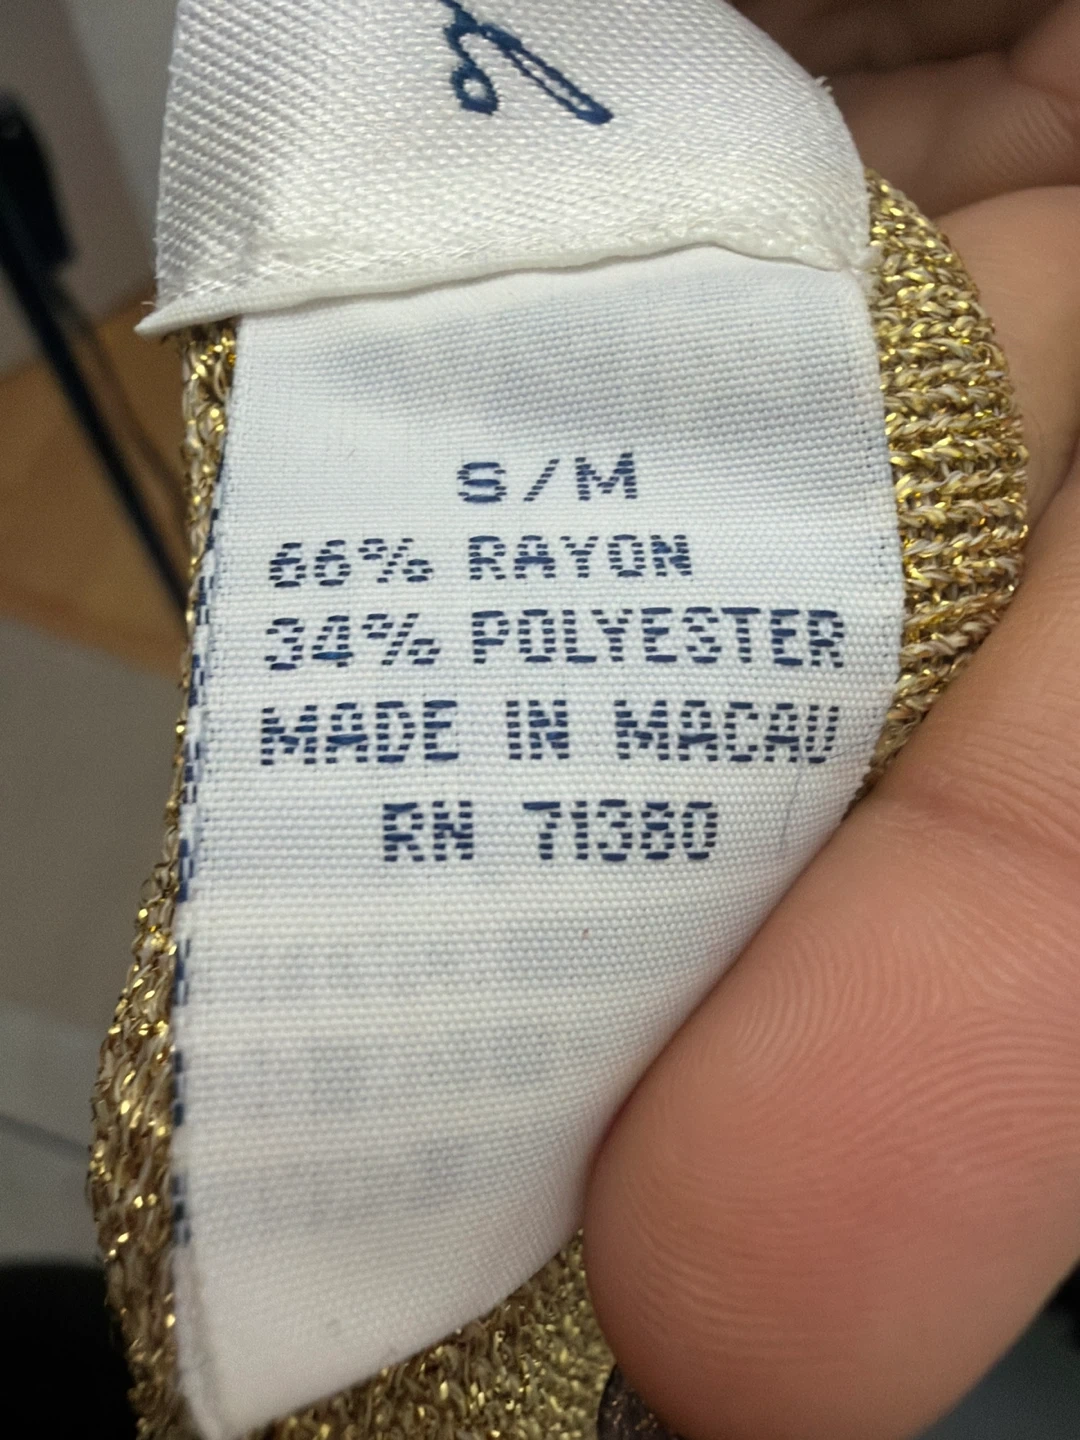 S/M
66% RAYON
34% POLYESTER
MADE IN MACAU
RN 71380